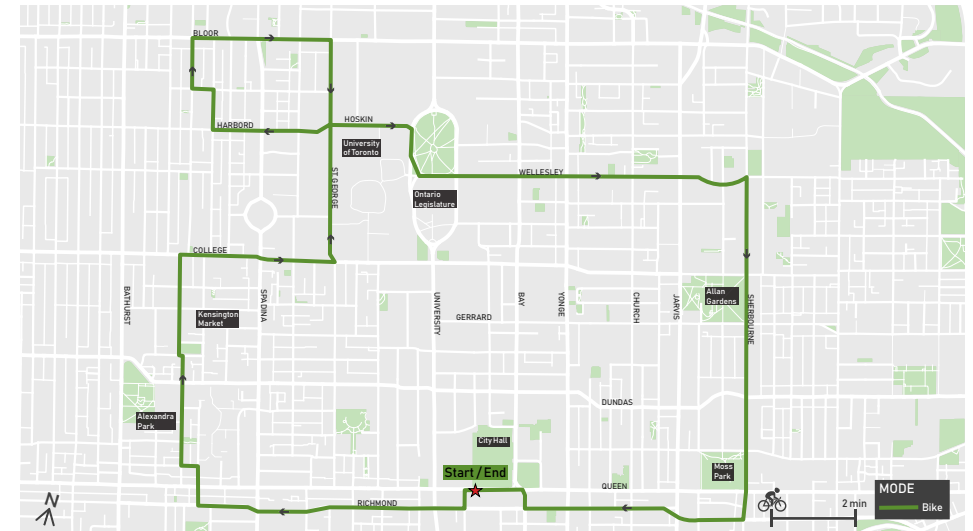 BLOOR
HARBORD
HOSKIN
University
of Toronto
ST GEORGE
WELLESLEY
Ontario
Legislature
COLLEGE
BATHURST
SPADINA
Kensington
Market
UNIVERSITY
GERRARD
BAY
YONGE
CHURCH
JARVIS
Allan
Gardens
SHERBOURNE
DUNDAS
Alexandra
Park
City Hall
Start / End
Moss
Park
QUEEN
RICHMOND
N
2 min
MODE
Bike